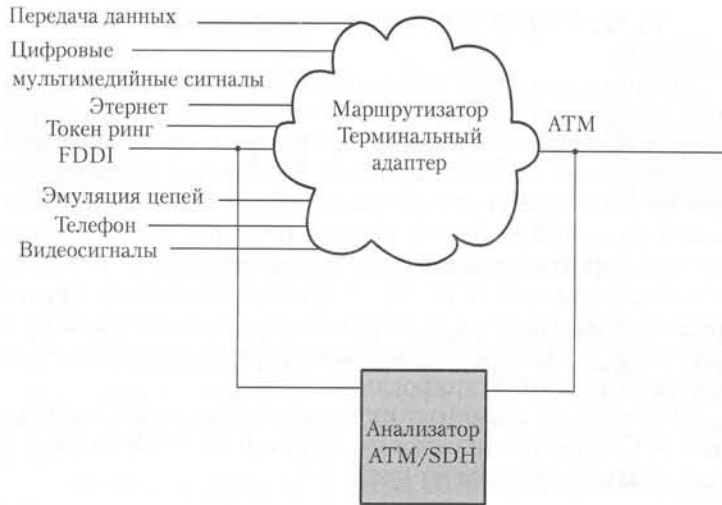 Передача данных
Цифровые
мультимедийные сигналы
Этернет
Токен ринг
FDDI
Эмуляция цепей
Телефон
Видеосигналы
Маршрутизатор
Терминальный
адаптер
ATM
Анализатор
ATM/SDH